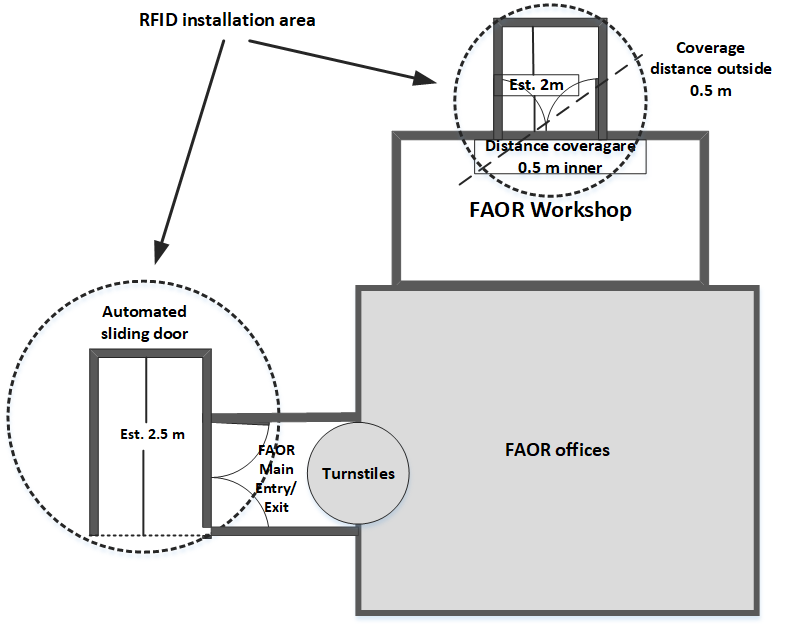 RFID installation area
Coverage
distance outside
0.5 m
Est. 2m
Distance coveragare
0.5 m inner
FAOR Workshop
Automated
sliding door
Est. 2.5 m
FAOR
Main
Entry/
Exit
Turnstiles
FAOR offices